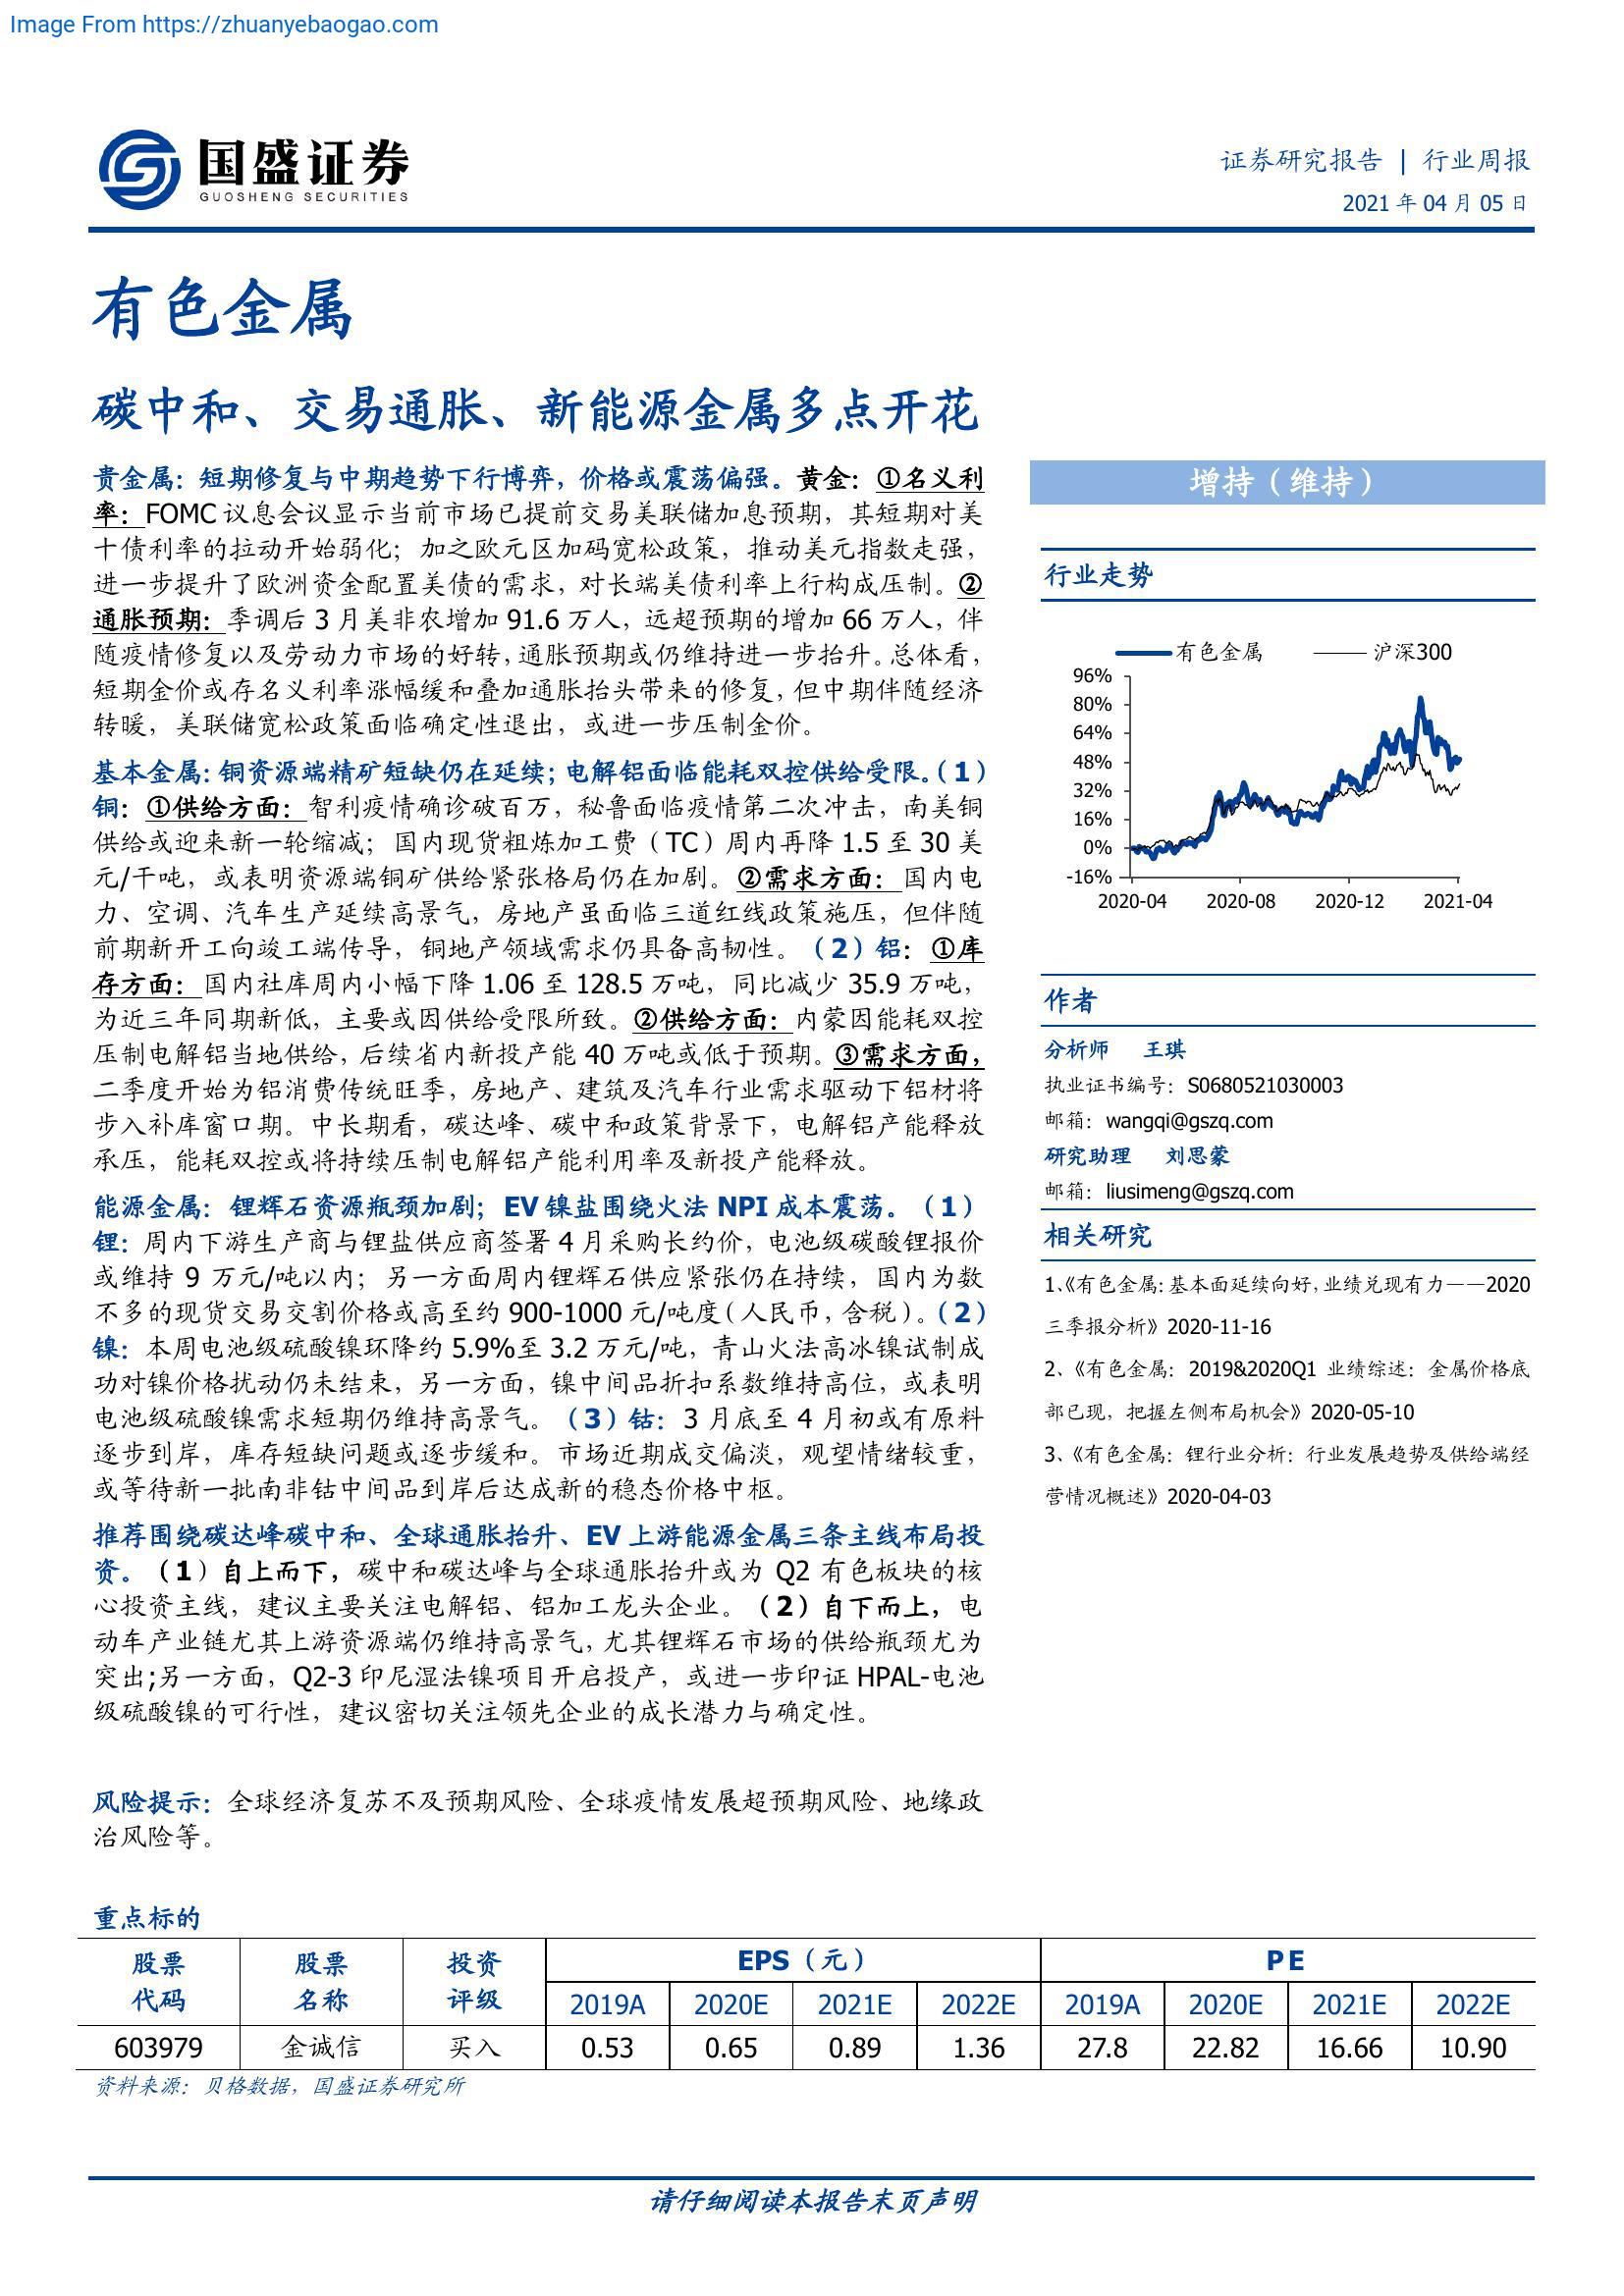 Image From https://zhuanyebaogao.com
国盛证券
GUOSHENG SECURITIES
证券研究报告 | 行业周报
2021 年 04 月 05 日
有色金属
碳中和、交易通胀、新能源金属多点开花
贵金属：短期修复与中期趋势下行博弈，价格或震荡偏强。黄金：①名义利
率：FOMC 议息会议显示当前市场已提前交易美联储加息预期，其短期对美
十债利率的拉动开始弱化；加之欧元区加码宽松政策，推动美元指数走强，
进一步提升了欧洲资金配置美债的需求，对长端美债利率上行构成压制。②
通胀预期：季调后 3 月美非农增加 91.6 万人，远超预期的增加 66 万人，伴
随疫情修复以及劳动力市场的好转，通胀预期或仍维持进一步抬升。总体看，
短期金价或存名义利率涨幅缓和叠加通胀抬头带来的修复，但中期伴随经济
转暖，美联储宽松政策面临确定性退出，或进一步压制金价。
基本金属：铜资源端精矿短缺仍在延续；电解铝面临能耗双控供给受限。（1）
铜：①供给方面：智利疫情确诊破百万，秘鲁面临疫情第二次冲击，南美铜
供给或迎来新一轮缩减；国内现货粗炼加工费（TC）周内再降 1.5 至 30 美
元/干吨，或表明资源端铜矿供给紧张格局仍在加剧。②需求方面：国内电
力、空调、汽车生产延续高景气，房地产虽面临三道红线政策施压，但伴随
前期新开工向竣工端传导，铜地产领域需求仍具备高韧性。（2）铝：①库
存方面：国内社库周内小幅下降 1.06 至 128.5 万吨，同比减少 35.9 万吨，
为近三年同期新低，主要或因供给受限所致。②供给方面：内蒙因能耗双控
压制电解铝当地供给，后续省内新投产能 40 万吨或低于预期。③需求方面，
二季度开始为铝消费传统旺季，房地产、建筑及汽车行业需求驱动下铝材将
步入补库窗口期。中长期看，碳达峰、碳中和政策背景下，电解铝产能释放
承压，能耗双控或将持续压制电解铝产能利用率及新投产能释放。
能源金属：锂辉石资源瓶颈加剧；EV 镍盐围绕火法 NPI 成本震荡。（1）
锂：周内下游生产商与锂盐供应商签署 4 月采购长约价，电池级碳酸锂报价
或维持 9 万元/吨以内；另一方面周内锂辉石供应紧张仍在持续，国内为数
不多的现货交易交割价格或高至约 900-1000 元/吨度（人民币，含税）。（2）
镍：本周电池级硫酸镍环降约 5.9%至 3.2 万元/吨，青山火法高冰镍试制成
功对镍价格扰动仍未结束，另一方面，镍中间品折扣系数维持高位，或表明
电池级硫酸镍需求短期仍维持高景气。（3）钴：3 月底至 4 月初或有原料
逐步到岸，库存短缺问题或逐步缓和。市场近期成交偏淡，观望情绪较重，
或等待新一批南非钴中间品到岸后达成新的稳态价格中枢。
推荐围绕碳达峰碳中和、全球通胀抬升、EV 上游能源金属三条主线布局投
资。（1）自上而下，碳中和碳达峰与全球通胀抬升或为 Q2 有色板块的核
心投资主线，建议主要关注电解铝、铝加工龙头企业。（2）自下而上，电
动车产业链尤其上游资源端仍维持高景气，尤其锂辉石市场的供给瓶颈尤为
突出;另一方面，Q2-3 印尼湿法镍项目开启投产，或进一步印证 HPAL-电池
级硫酸镍的可行性，建议密切关注领先企业的成长潜力与确定性。
风险提示：全球经济复苏不及预期风险、全球疫情发展超预期风险、地缘政
治风险等。
增持（维持）
行业走势
有色金属 沪深300
96%
80%
64%
48%
32%
16%
0%
-16%
2020-04 2020-08 2020-12 2021-04
作者
分析师 王琪
执业证书编号：S0680521030003
邮箱：wangqi@gszq.com
研究助理 刘思蒙
邮箱：liusimeng@gszq.com
相关研究
1、《有色金属：基本面延续向好，业绩兑现有力——2020
三季报分析》2020-11-16
2、《有色金属：2019&2020Q1 业绩综述：金属价格底
部已现，把握左侧布局机会》2020-05-10
3、《有色金属：锂行业分析：行业发展趋势及供给端经
营情况概述》2020-04-03
重点标的
股票 股票 投资 EPS（元） P E
代码 名称 评级 2019A 2020E 2021E 2022E 2019A 2020E 2021E 2022E
603979 金诚信 买入 0.53 0.65 0.89 1.36 27.8 22.82 16.66 10.90
资料来源：贝格数据，国盛证券研究所
请仔细阅读本报告末页声明